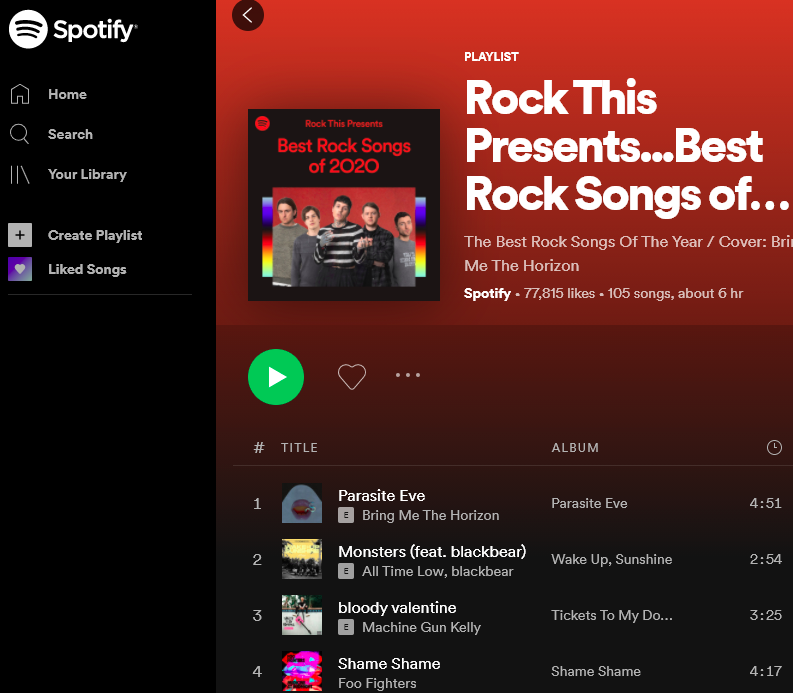 Spotify®
Home
Search
Your Library
Create Playlist
Liked Songs
PLAYLIST
Rock This
Presents...Best
Rock Songs of...
Rock This Presents
Best Rock Songs
of 2020
The Best Rock Songs Of The Year / Cover: Bri
Me The Horizon
Spotify • 77,815 likes • 105 songs, about 6 hr
# TITLE ALBUM
1 Parasite Eve Parasite Eve 4:51
E Bring Me The Horizon
2 Monsters (feat. blackbear) Wake Up, Sunshine 2:54
E All Time Low, blackbear
3 bloody valentine Tickets To My Do... 3:25
E Machine Gun Kelly
4 Shame Shame Shame Shame 4:17
Foo Fighters